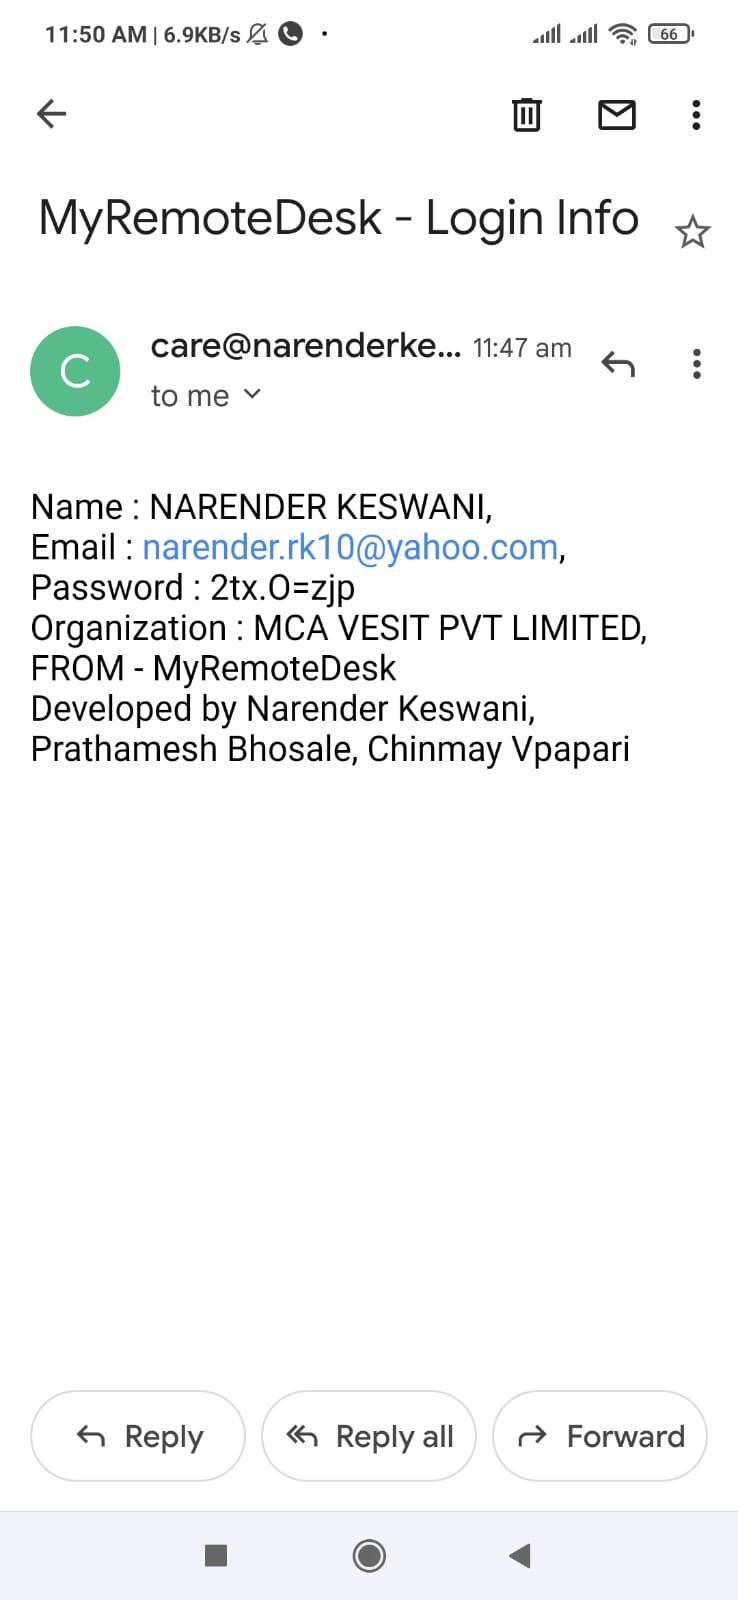 11:50 AM | 6.9KB/s
66
MyRemoteDesk - Login Info
C
care@narenderke... 11:47 am
to me
Name : NARENDER KESWANI,
Email : narender.rk10@yahoo.com,
Password : 2tx.O=zjp
Organization : MCA VESIT PVT LIMITED,
FROM - MyRemoteDesk
Developed by Narender Keswani,
Prathamesh Bhosale, Chinmay Vpapari
Reply
Reply all
Forward